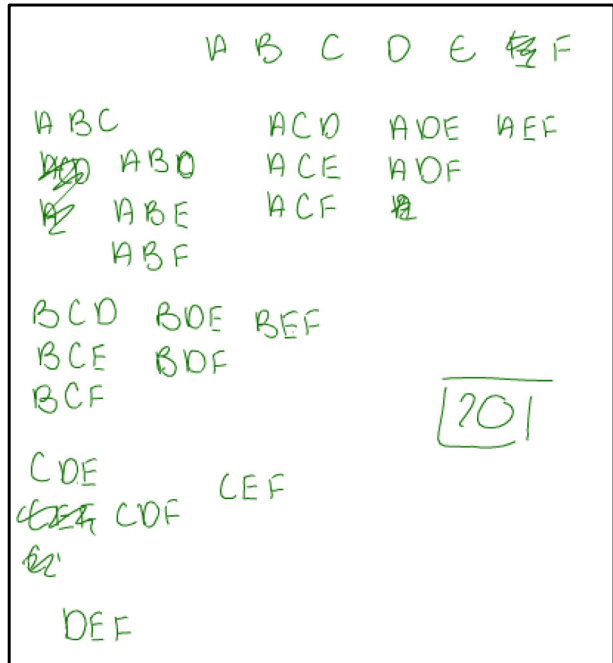 A B C D E F
ABC ACD ADE AEF
ABD ACE ADF
ABE ACF
ABF
BCD BDE BEF
BCE BDF
BCF
20
CDE
CDF CEF
DEF